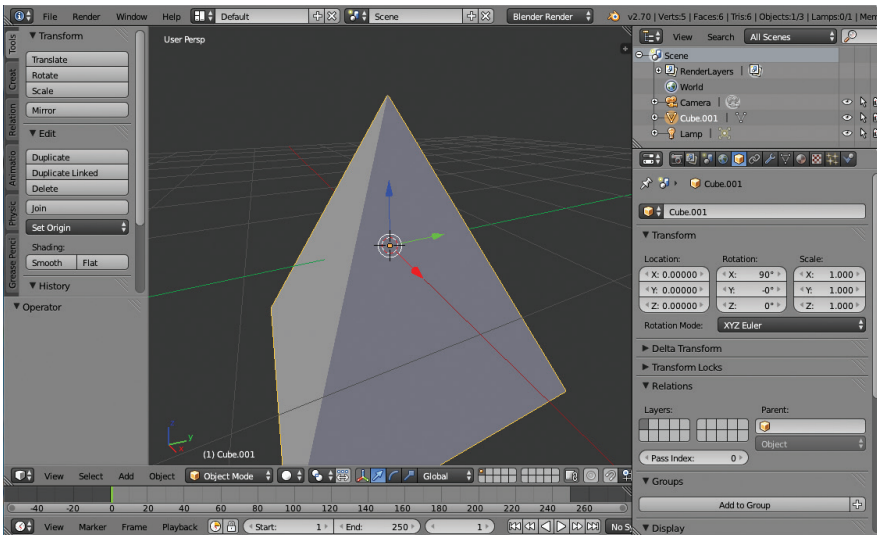 File Render Window Help Default Scene Blender Render v2.70 | Verts:5 | Faces:6 | Tris:6 | Objects:1/3 | Lamps:0/1 | Mem
Tools
Creat
Relation
Animatio
Physic
Grease Penci
Transform
Translate
Rotate
Scale
Mirror
Edit
Duplicate
Duplicate Linked
Delete
Join
Set Origin
Shading:
Smooth Flat
History
Operator
User Persp
z
y
x
(1) Cube.001
View Select Add Object Object Mode Global
-40 -20 0 20 40 60 80 100 120 140 160 180 200 220 240 260
View Marker Frame Playback Start: 1 End: 250 1 No S
View Search All Scenes
Scene
RenderLayers |
World
Camera |
Cube.001 |
Lamp |
Cube.001
Cube.001
Transform
Location: Rotation: Scale:
X: 0.00000 X: 90° X: 1.000
Y: 0.00000 Y: -0° Y: 1.000
Z: 0.00000 Z: 0° Z: 1.000
Rotation Mode: XYZ Euler
Delta Transform
Transform Locks
Relations
Layers: Parent:
Object
Pass Index: 0
Groups
Add to Group
Display